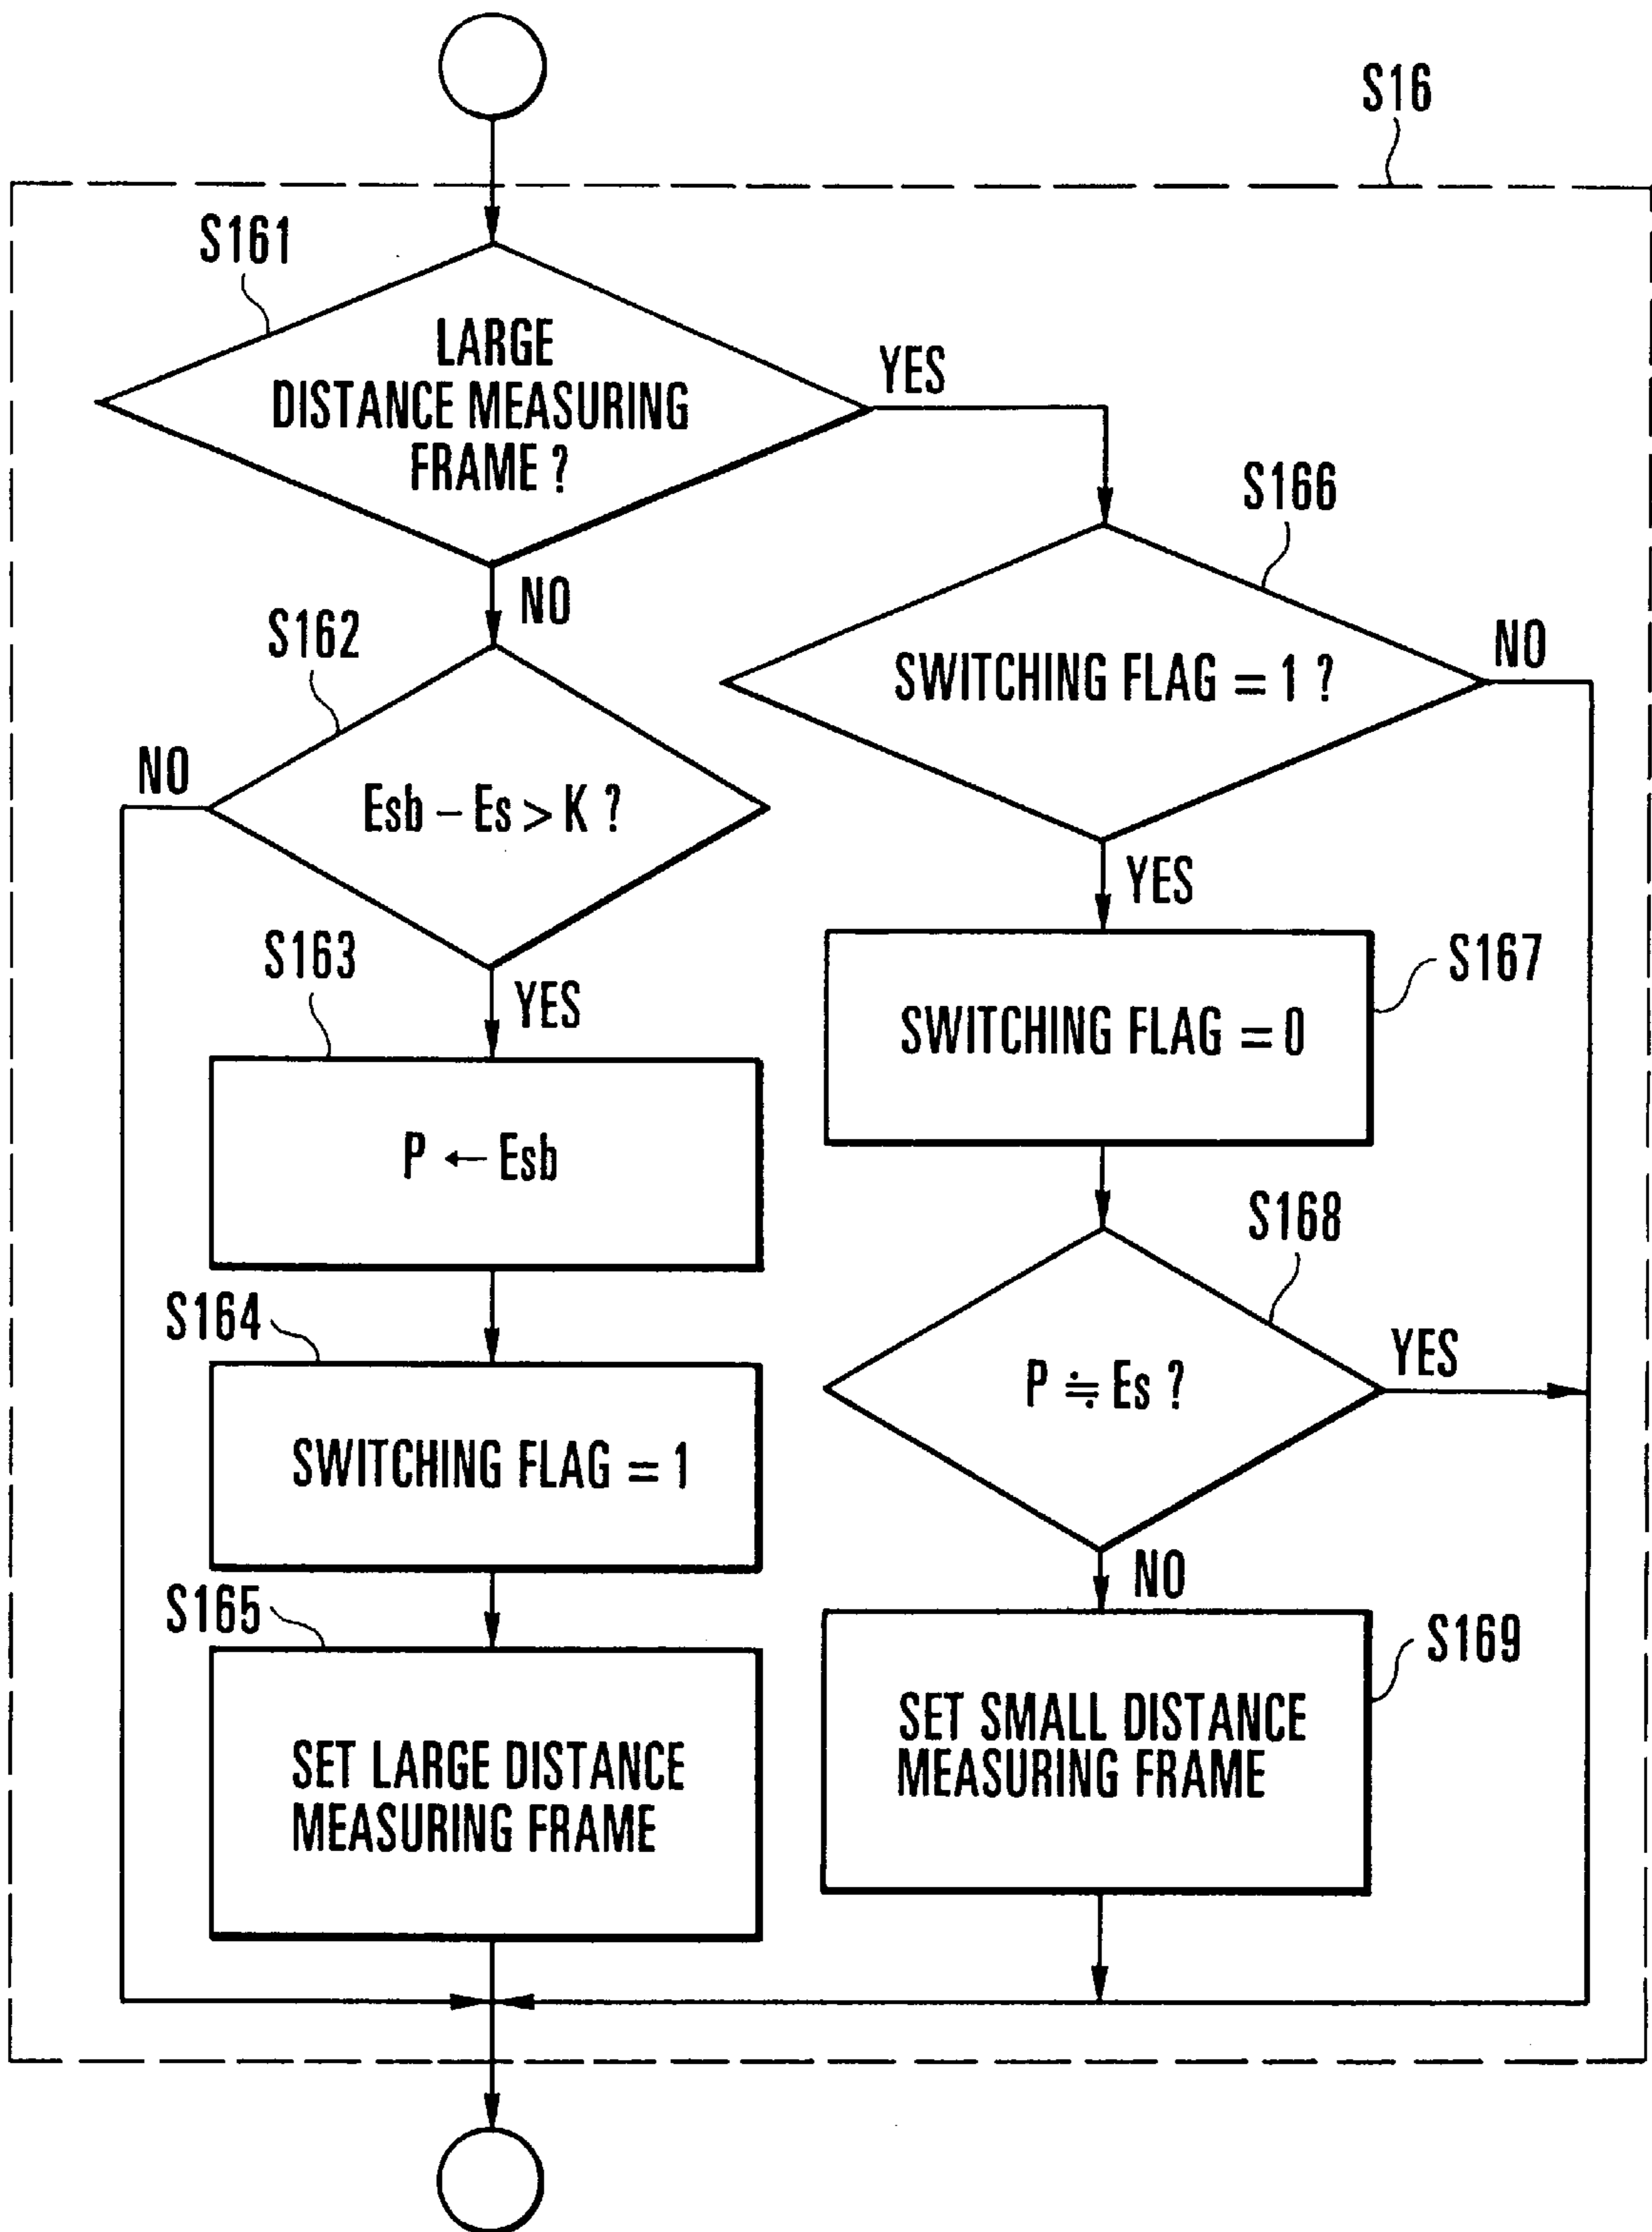 S16
S161
LARGE
DISTANCE MEASURING
FRAME ?
YES
NO
S162
Esb – Es > K ?
NO
YES
S163
P ← Esb
S164
SWITCHING FLAG = 1
S165
SET LARGE DISTANCE
MEASURING FRAME
S166
SWITCHING FLAG = 1 ?
NO
YES
S167
SWITCHING FLAG = 0
S168
P ≒ Es ?
YES
NO
S169
SET SMALL DISTANCE
MEASURING FRAME